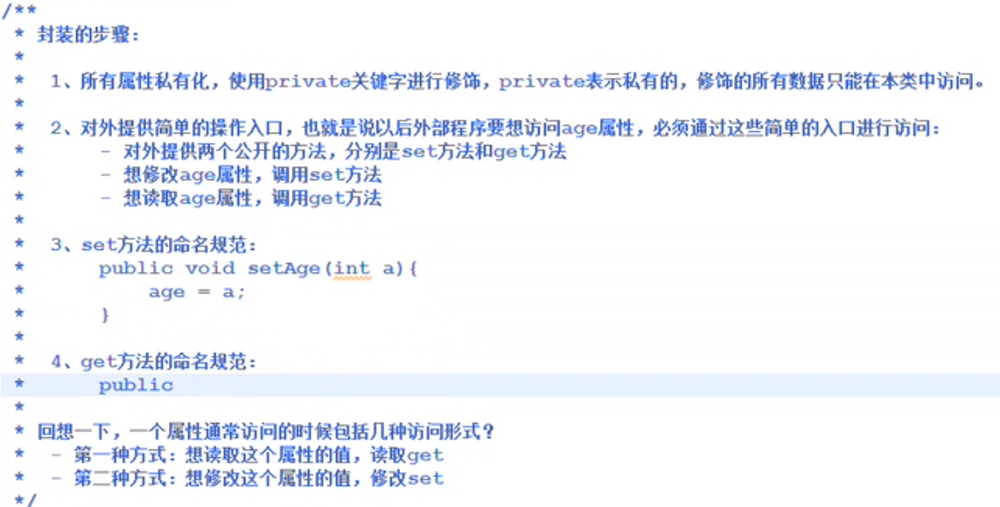 /**
 * 封装的步骤：
 *
 *  1、所有属性私有化，使用private关键字进行修饰，private表示私有的，修饰的所有数据只能在本类中访问。
 *
 *  2、对外提供简单的操作入口，也就是说以后外部程序要想访问age属性，必须通过这些简单的入口进行访问：
 *      - 对外提供两个公开的方法，分别是set方法和get方法
 *      - 想修改age属性，调用set方法
 *      - 想读取age属性，调用get方法
 *
 *  3、set方法的命名规范：
 *      public void setAge(int a){
 *          age = a;
 *      }
 *
 *  4、get方法的命名规范：
 *      public
 *
 * 回想一下，一个属性通常访问的时候包括几种访问形式？
 *  - 第一种方式：想读取这个属性的值，读取get
 *  - 第二种方式：想修改这个属性的值，修改set
 */